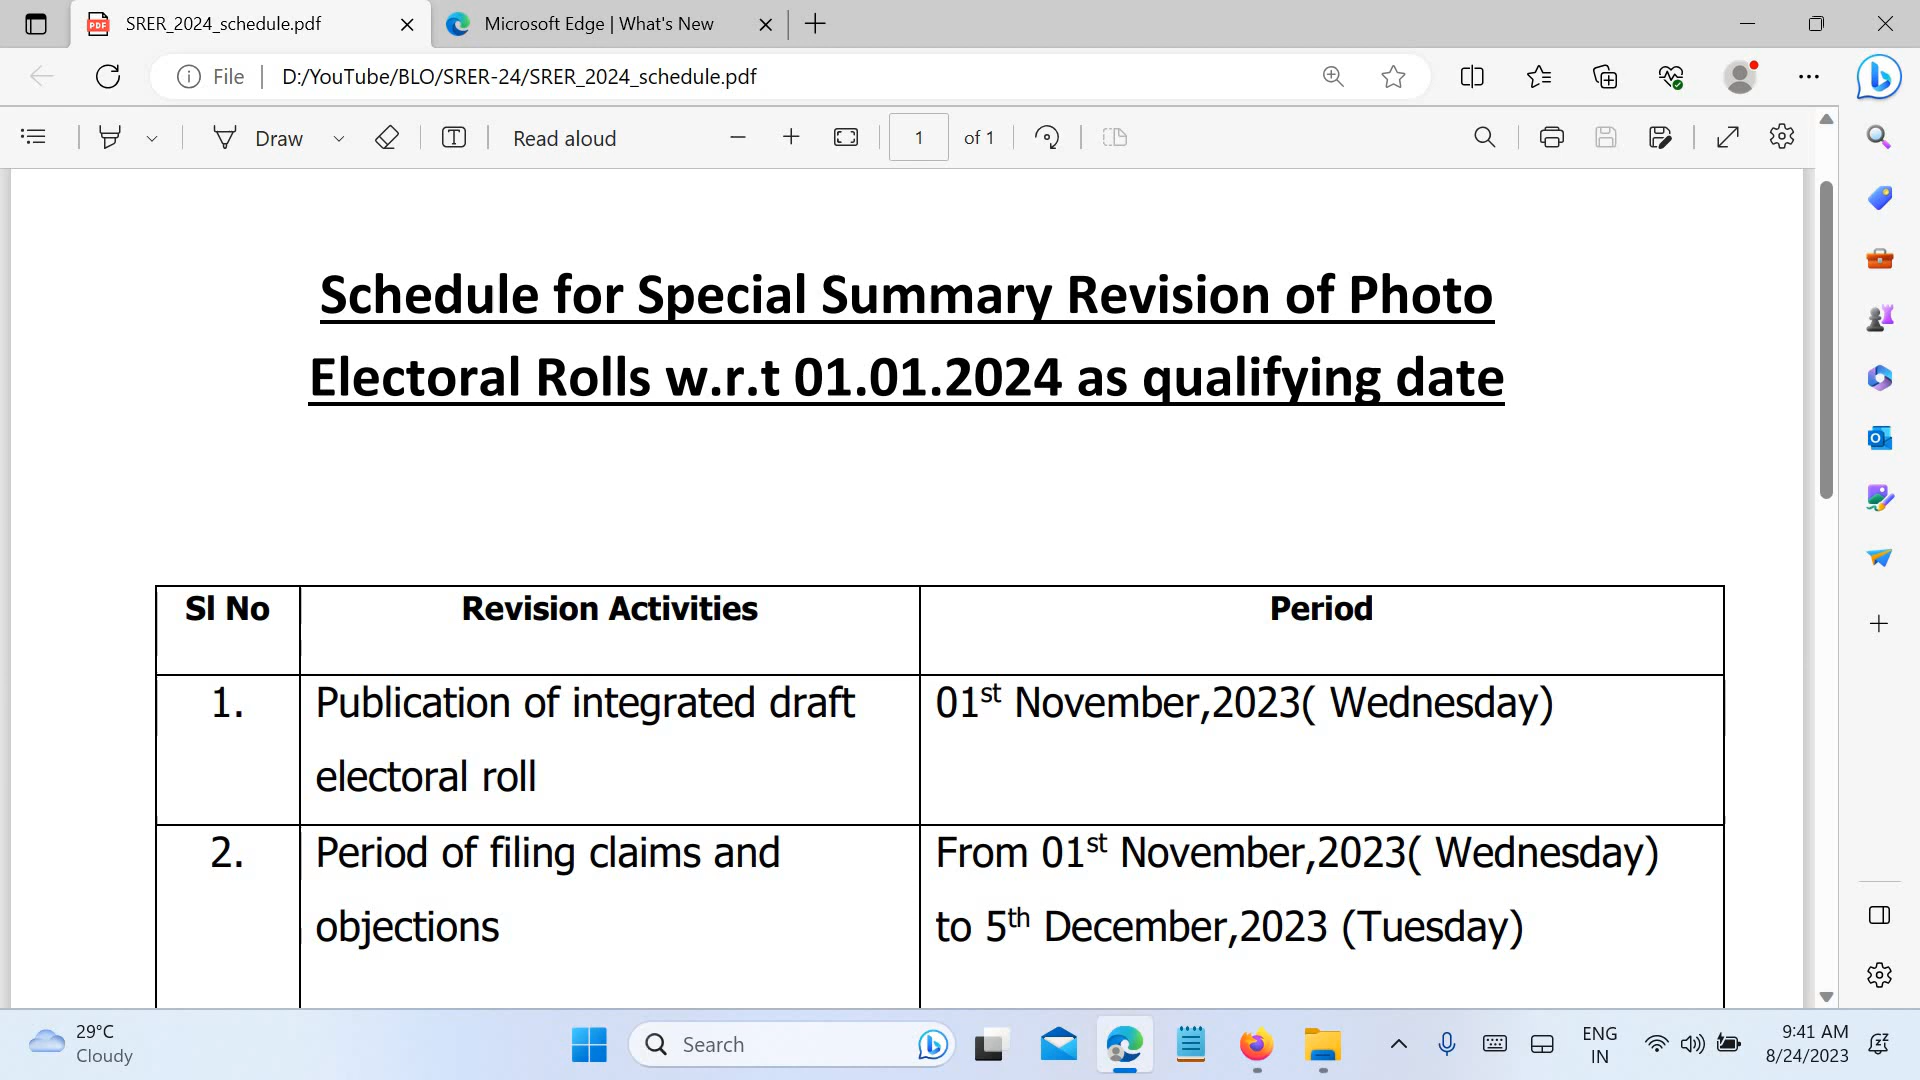 SRER_2024_schedule.pdf
Microsoft Edge | What's New
File
D:/YouTube/BLO/SRER-24/SRER_2024_schedule.pdf
Draw
Read aloud
1
of 1
Schedule for Special Summary Revision of Photo
Electoral Rolls w.r.t 01.01.2024 as qualifying date
Sl No
Revision Activities
Period
1.
Publication of integrated draft
electoral roll
01st November,2023( Wednesday)
2.
Period of filing claims and
objections
From 01st November,2023( Wednesday)
to 5th December,2023 (Tuesday)
29°C
Cloudy
Search
ENG
IN
9:41 AM
8/24/2023